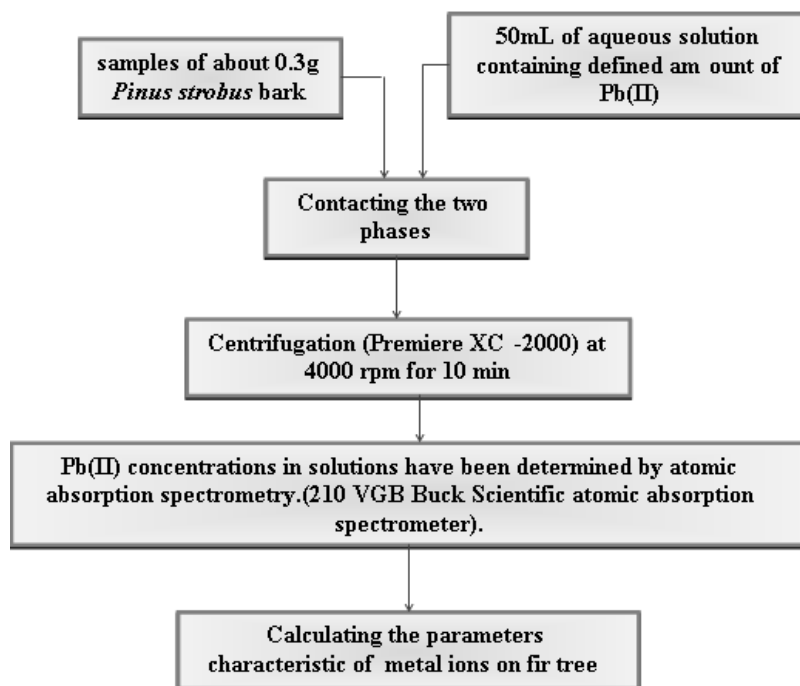 samples of about 0.3g
Pinus strobus bark
50mL of aqueous solution
containing defined am ount of
Pb(II)
Contacting the two
phases
Centrifugation (Premiere XC -2000) at
4000 rpm for 10 min
Pb(II) concentrations in solutions have been determined by atomic
absorption spectrometry.(210 VGB Buck Scientific atomic absorption
spectrometer).
Calculating the parameters
characteristic of metal ions on fir tree